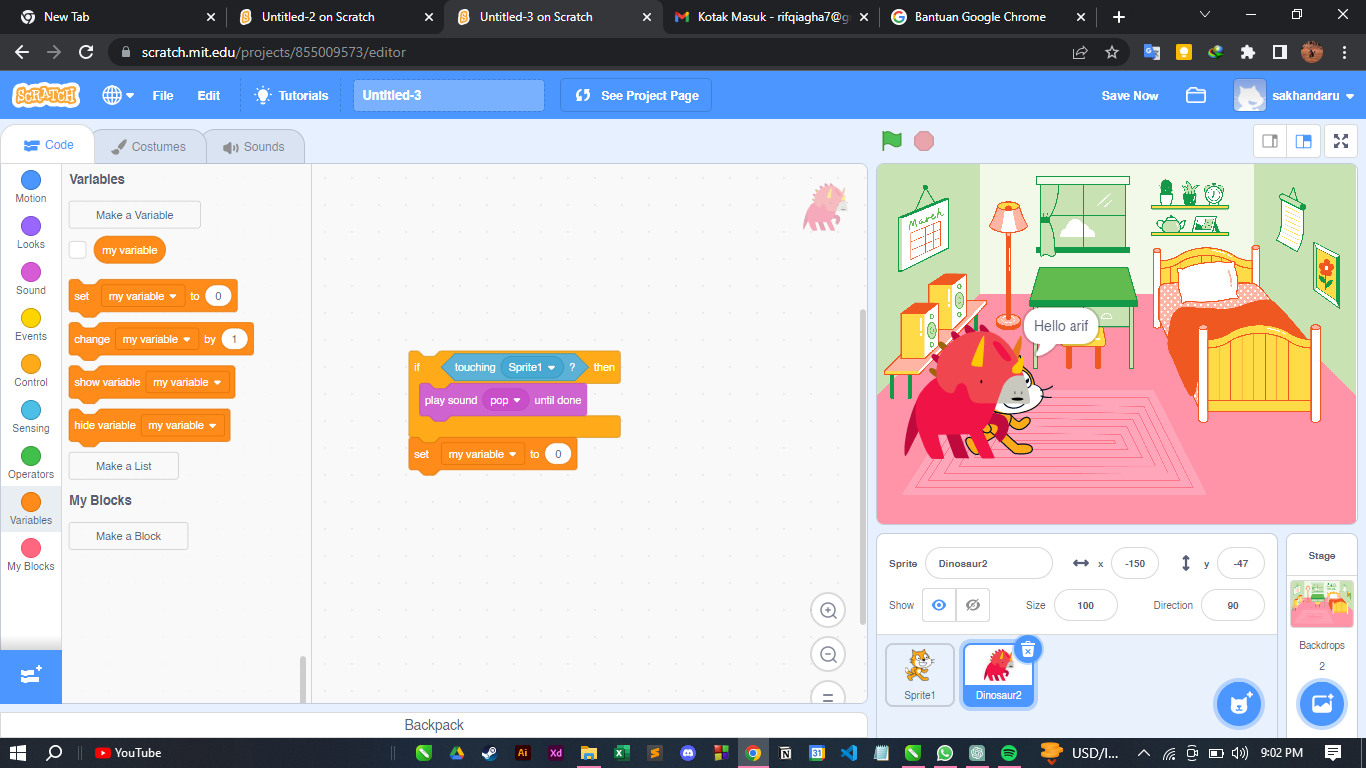 New Tab
Untitled-2 on Scratch
Untitled-3 on Scratch
Kotak Masuk - rifqiagha7@g
Bantuan Google Chrome
scratch.mit.edu/projects/855009573/editor
SCRATCH
File
Edit
Tutorials
Untitled-3
See Project Page
Save Now
sakhandaru
Code
Costumes
Sounds
Motion
Looks
Sound
Events
Control
Sensing
Operators
Variables
My Blocks
Variables
Make a Variable
my variable
set my variable to 0
change my variable by 1
show variable my variable
hide variable my variable
Make a List
My Blocks
Make a Block
if touching Sprite1 ? then
play sound pop until done
set my variable to 0
March
Hello arif
Sprite Dinosaur2 x -150 y -47
Show Size 100 Direction 90
Sprite1
Dinosaur2
Stage
Backdrops
2
Backpack
YouTube
Ai
Xd
31
USD/I...
9:02 PM